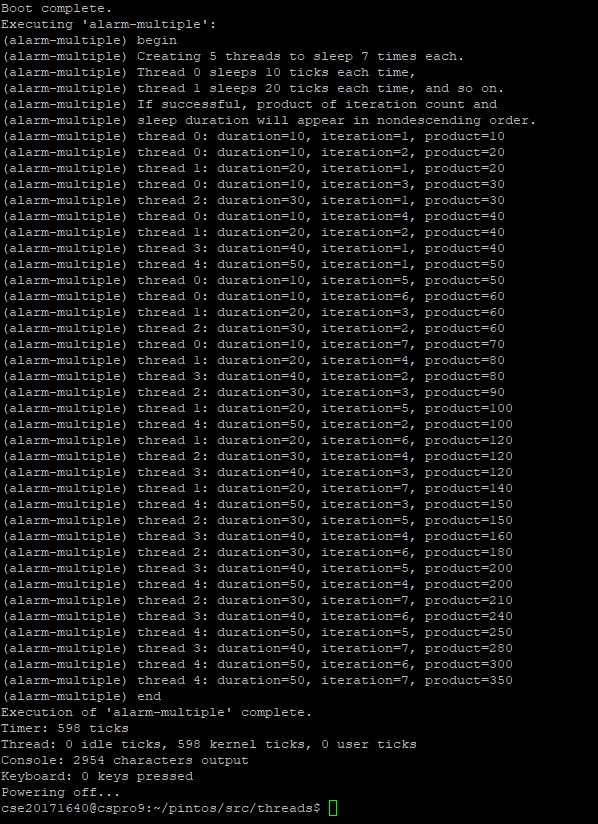 Boot complete.
Executing 'alarm-multiple':
(alarm-multiple) begin
(alarm-multiple) Creating 5 threads to sleep 7 times each.
(alarm-multiple) Thread 0 sleeps 10 ticks each time,
(alarm-multiple) thread 1 sleeps 20 ticks each time, and so on.
(alarm-multiple) If successful, product of iteration count and
(alarm-multiple) sleep duration will appear in nondescending order.
(alarm-multiple) thread 0: duration=10, iteration=1, product=10
(alarm-multiple) thread 0: duration=10, iteration=2, product=20
(alarm-multiple) thread 1: duration=20, iteration=1, product=20
(alarm-multiple) thread 0: duration=10, iteration=3, product=30
(alarm-multiple) thread 2: duration=30, iteration=1, product=30
(alarm-multiple) thread 0: duration=10, iteration=4, product=40
(alarm-multiple) thread 1: duration=20, iteration=2, product=40
(alarm-multiple) thread 3: duration=40, iteration=1, product=40
(alarm-multiple) thread 4: duration=50, iteration=1, product=50
(alarm-multiple) thread 0: duration=10, iteration=5, product=50
(alarm-multiple) thread 0: duration=10, iteration=6, product=60
(alarm-multiple) thread 1: duration=20, iteration=3, product=60
(alarm-multiple) thread 2: duration=30, iteration=2, product=60
(alarm-multiple) thread 0: duration=10, iteration=7, product=70
(alarm-multiple) thread 1: duration=20, iteration=4, product=80
(alarm-multiple) thread 3: duration=40, iteration=2, product=80
(alarm-multiple) thread 2: duration=30, iteration=3, product=90
(alarm-multiple) thread 1: duration=20, iteration=5, product=100
(alarm-multiple) thread 4: duration=50, iteration=2, product=100
(alarm-multiple) thread 1: duration=20, iteration=6, product=120
(alarm-multiple) thread 2: duration=30, iteration=4, product=120
(alarm-multiple) thread 3: duration=40, iteration=3, product=120
(alarm-multiple) thread 1: duration=20, iteration=7, product=140
(alarm-multiple) thread 4: duration=50, iteration=3, product=150
(alarm-multiple) thread 2: duration=30, iteration=5, product=150
(alarm-multiple) thread 3: duration=40, iteration=4, product=160
(alarm-multiple) thread 2: duration=30, iteration=6, product=180
(alarm-multiple) thread 3: duration=40, iteration=5, product=200
(alarm-multiple) thread 4: duration=50, iteration=4, product=200
(alarm-multiple) thread 2: duration=30, iteration=7, product=210
(alarm-multiple) thread 3: duration=40, iteration=6, product=240
(alarm-multiple) thread 4: duration=50, iteration=5, product=250
(alarm-multiple) thread 3: duration=40, iteration=7, product=280
(alarm-multiple) thread 4: duration=50, iteration=6, product=300
(alarm-multiple) thread 4: duration=50, iteration=7, product=350
(alarm-multiple) end
Execution of 'alarm-multiple' complete.
Timer: 598 ticks
Thread: 0 idle ticks, 598 kernel ticks, 0 user ticks
Console: 2954 characters output
Keyboard: 0 keys pressed
Powering off...
cse20171640@cspro9:~/pintos/src/threads$